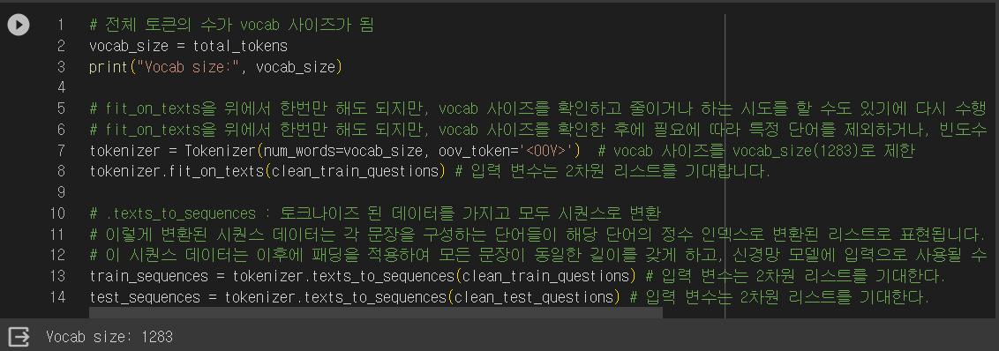 1 # 전체 토큰의 수가 vocab 사이즈가 됨
2 vocab_size = total_tokens
3 print("Vocab size:", vocab_size)
4
5 # fit_on_texts을 위에서 한번만 해도 되지만, vocab 사이즈를 확인하고 줄이거나 하는 시도를 할 수도 있기에 다시 수행
6 # fit_on_texts을 위에서 한번만 해도 되지만, vocab 사이즈를 확인한 후에 필요에 따라 특정 단어를 제외하거나, 빈도수
7 tokenizer = Tokenizer(num_words=vocab_size, oov_token='<OOV>') # vocab 사이즈를 vocab_size(1283)로 제한
8 tokenizer.fit_on_texts(clean_train_questions) # 입력 변수는 2차원 리스트를 기대합니다.
9
10 # .texts_to_sequences : 토크나이즈 된 데이터를 가지고 모두 시퀀스로 변환
11 # 이렇게 변환된 시퀀스 데이터는 각 문장을 구성하는 단어들이 해당 단어의 정수 인덱스로 변환된 리스트로 표현됩니다.
12 # 이 시퀀스 데이터는 이후에 패딩을 적용하여 모든 문장이 동일한 길이를 갖게 하고, 신경망 모델에 입력으로 사용될 수
13 train_sequences = tokenizer.texts_to_sequences(clean_train_questions) # 입력 변수는 2차원 리스트를 기대한다.
14 test_sequences = tokenizer.texts_to_sequences(clean_test_questions) # 입력 변수는 2차원 리스트를 기대한다.
Vocab size: 1283